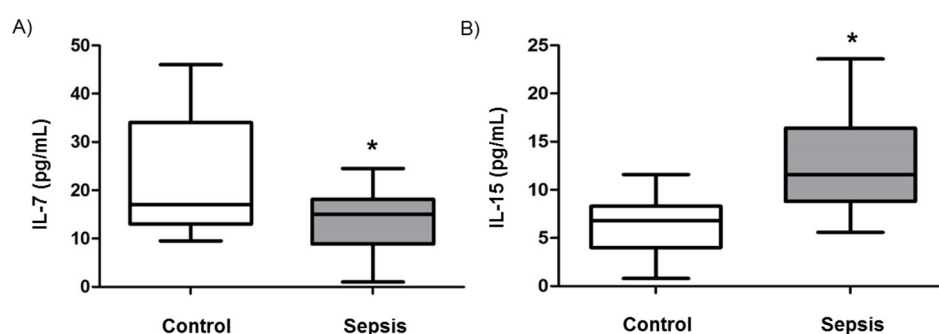 A)
IL-7 (pg/mL)
50
40
30
20
10
0
*
Control
Sepsis
B)
IL-15 (pg/mL)
25
20
15
10
5
0
*
Control
Sepsis